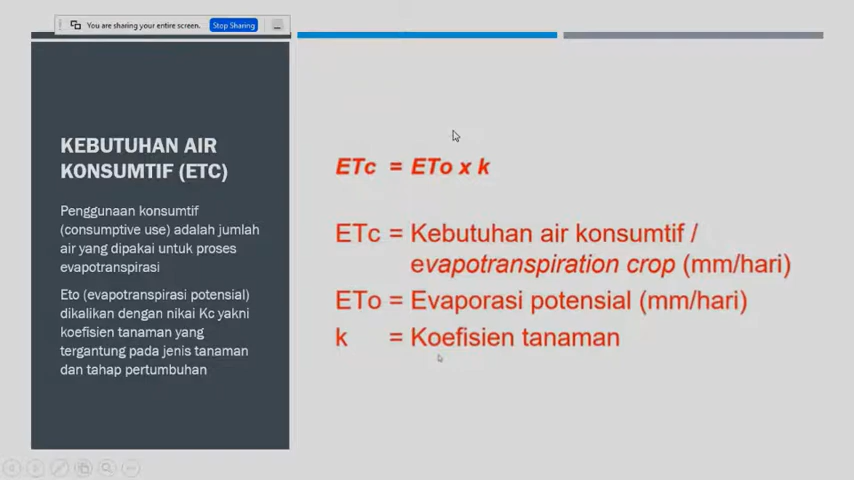 You are sharing your entire screen.
Stop Sharing
KEBUTUHAN AIR
KONSUMTIF (ETC)
Penggunaan konsumtif
(consumptive use) adalah jumlah
air yang dipakai untuk proses
evapotranspirasi
Eto (evapotranspirasi potensial)
dikalikan dengan nikai Kc yakni
koefisien tanaman yang
tergantung pada jenis tanaman
dan tahap pertumbuhan
ETc = ETo x k
ETc = Kebutuhan air konsumtif /
evapotranspiration crop (mm/hari)
ETo = Evaporasi potensial (mm/hari)
k = Koefisien tanaman